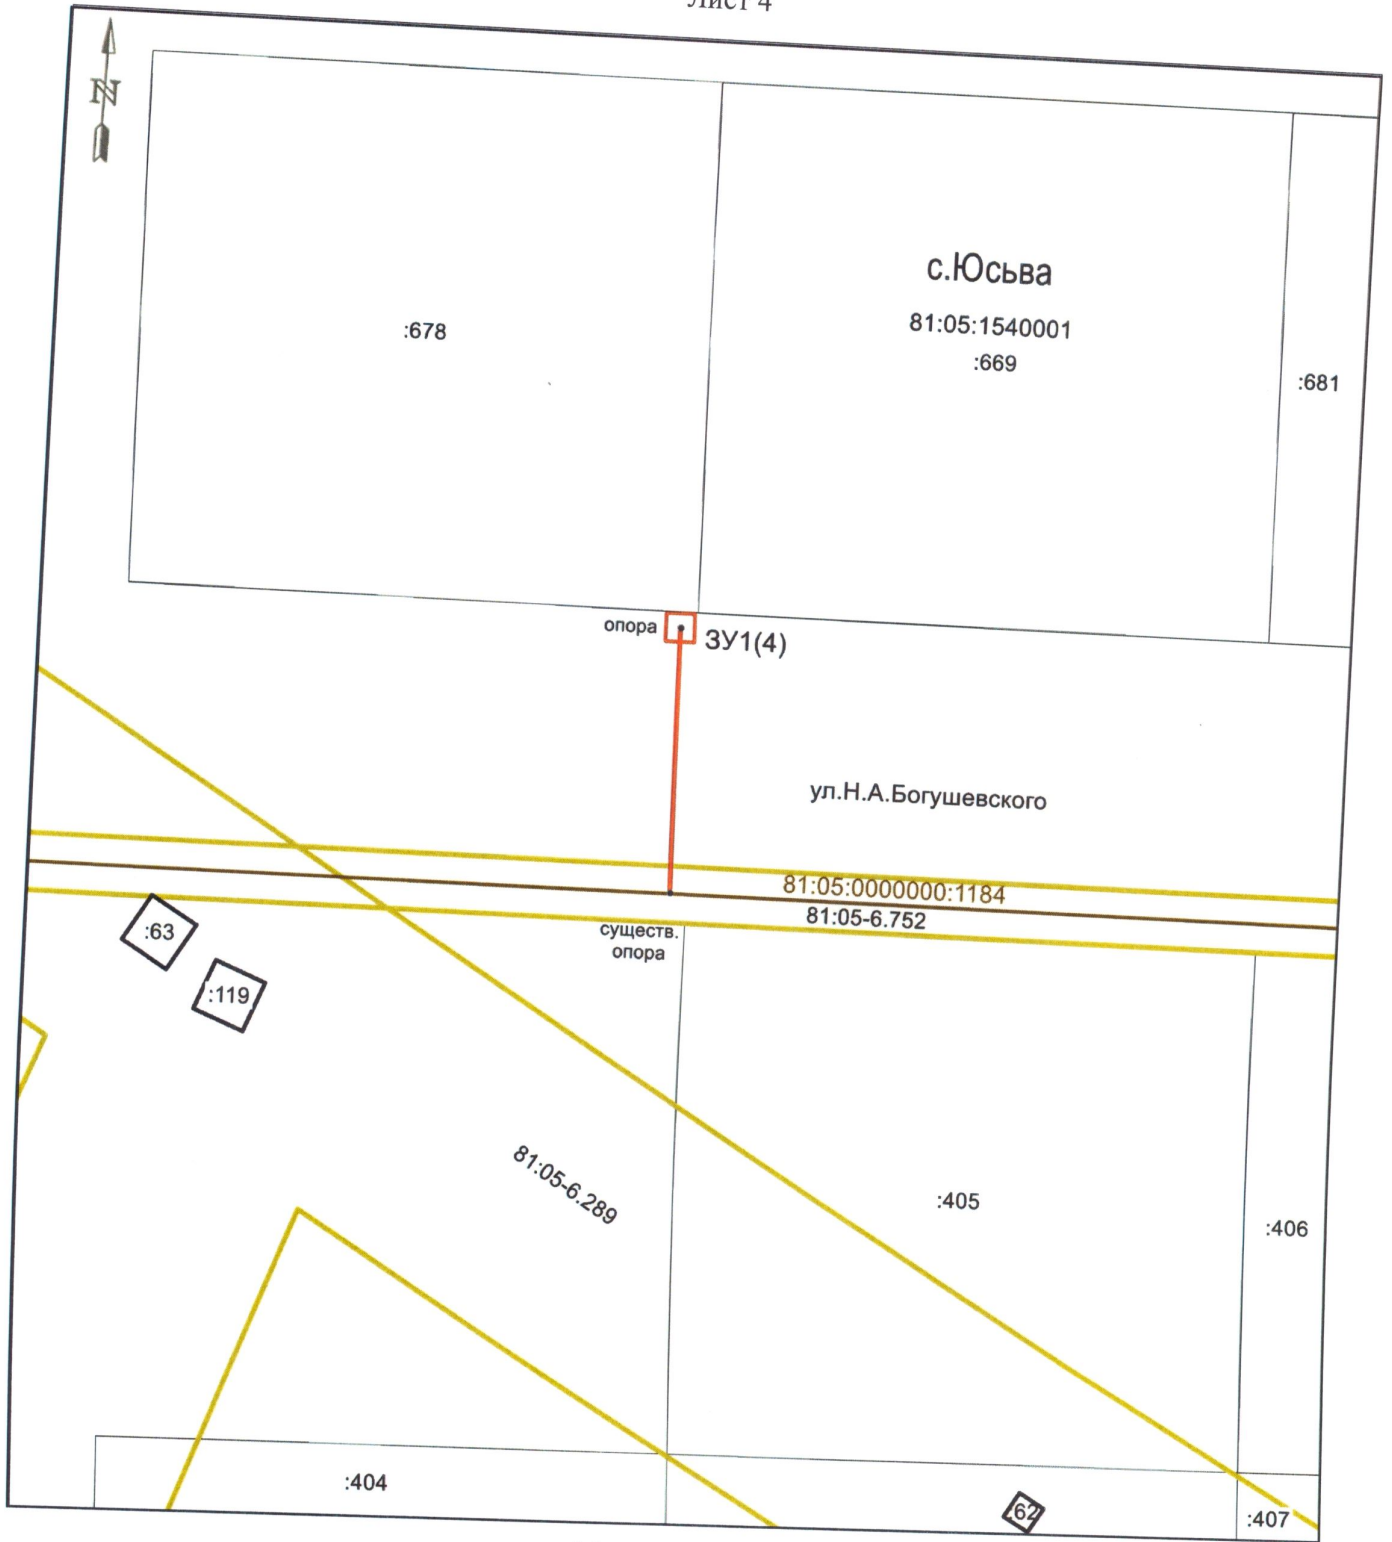 Лист 4
N
с.Юсьва
81:05:1540001
:678
:669
:681
опора
ЗУ1(4)
ул.Н.А.Богушевского
81:05:0000000:1184
81:05-6.752
существ.
опора
:63
:119
81:05-6.289
:405
:406
:404
:62
:407